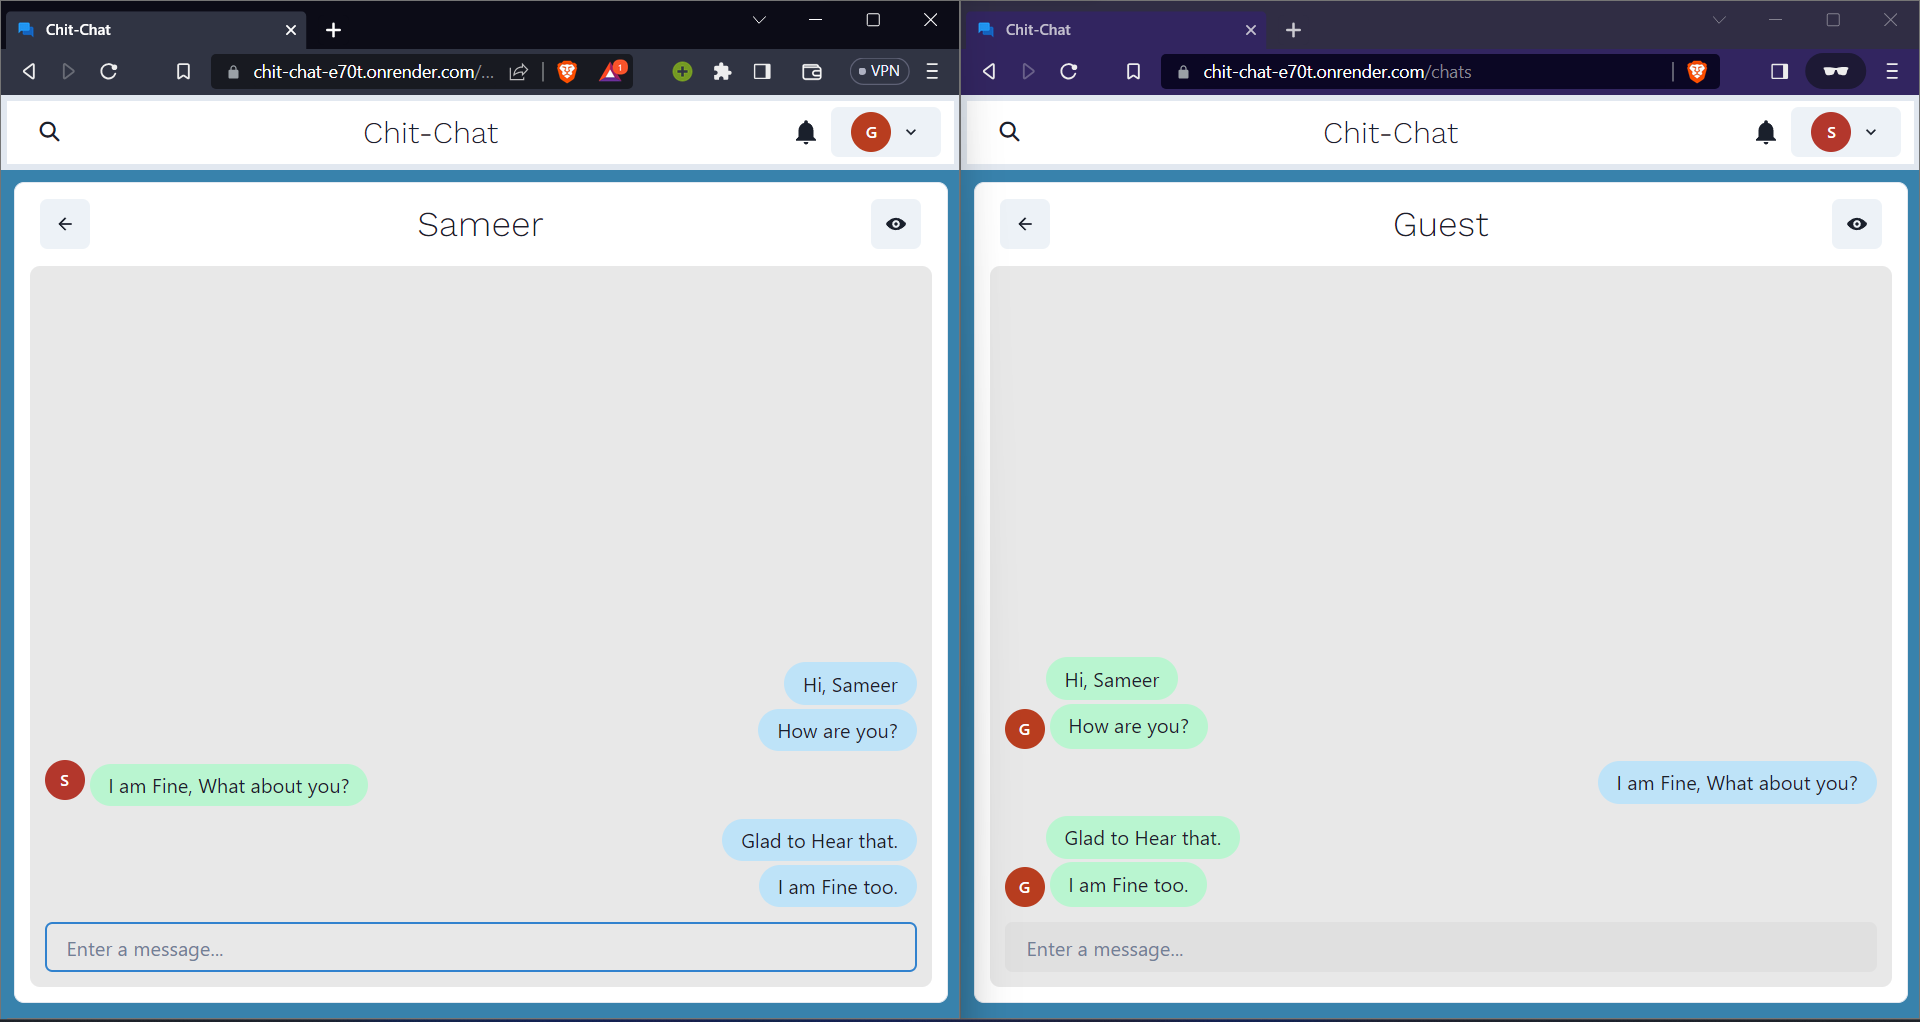 Chit-Chat
chit-chat-e70t.onrender.com/...
1
VPN
Chit-Chat
G
Sameer
Hi, Sameer
How are you?
S
I am Fine, What about you?
Glad to Hear that.
I am Fine too.
Enter a message...
Chit-Chat
chit-chat-e70t.onrender.com/chats
Chit-Chat
S
Guest
Hi, Sameer
G
How are you?
I am Fine, What about you?
Glad to Hear that.
G
I am Fine too.
Enter a message...